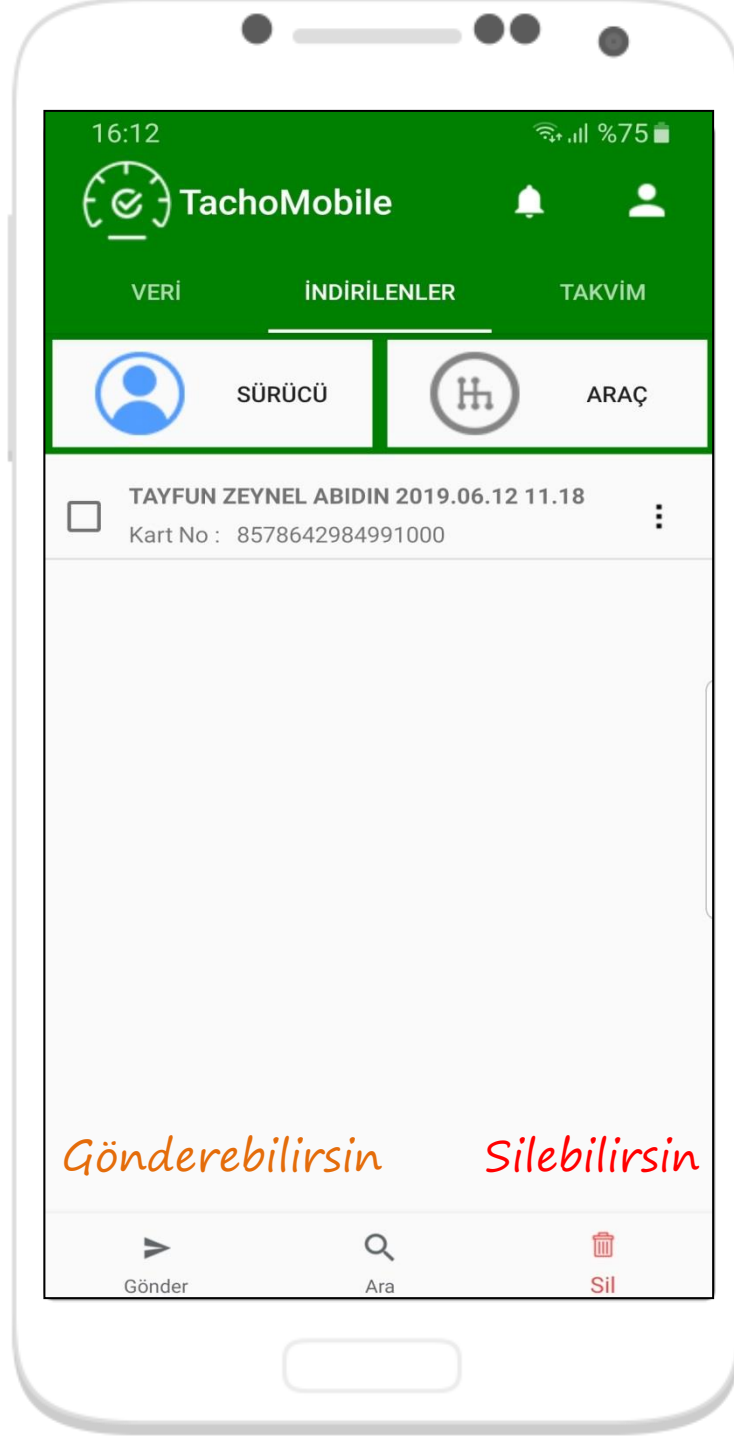 16:12 %75
TachoMobile
VERİ İNDİRİLENLER TAKVİM
SÜRÜCÜ ARAÇ
TAYFUN ZEYNEL ABIDIN 2019.06.12 11.18
Kart No : 8578642984991000
Gönderebilirsin Silebilirsin
Gönder Ara Sil